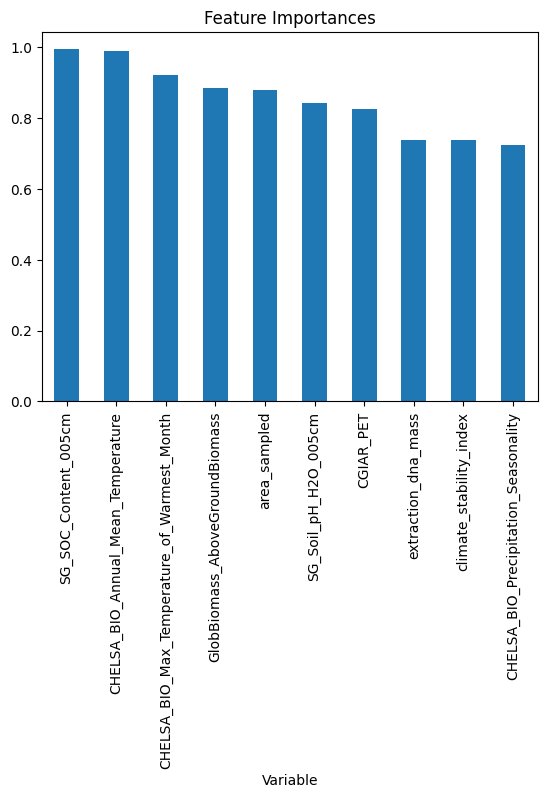 Feature Importances
1.0
0.8
0.6
0.4
0.2
0.0
SG_SOC_Content_005cm
CHELSA_BIO_Annual_Mean_Temperature
CHELSA_BIO_Max_Temperature_of_Warmest_Month
GlobBiomass_AboveGroundBiomass
area_sampled
SG_Soil_pH_H2O_005cm
CGIAR_PET
extraction_dna_mass
climate_stability_index
CHELSA_BIO_Precipitation_Seasonality
Variable